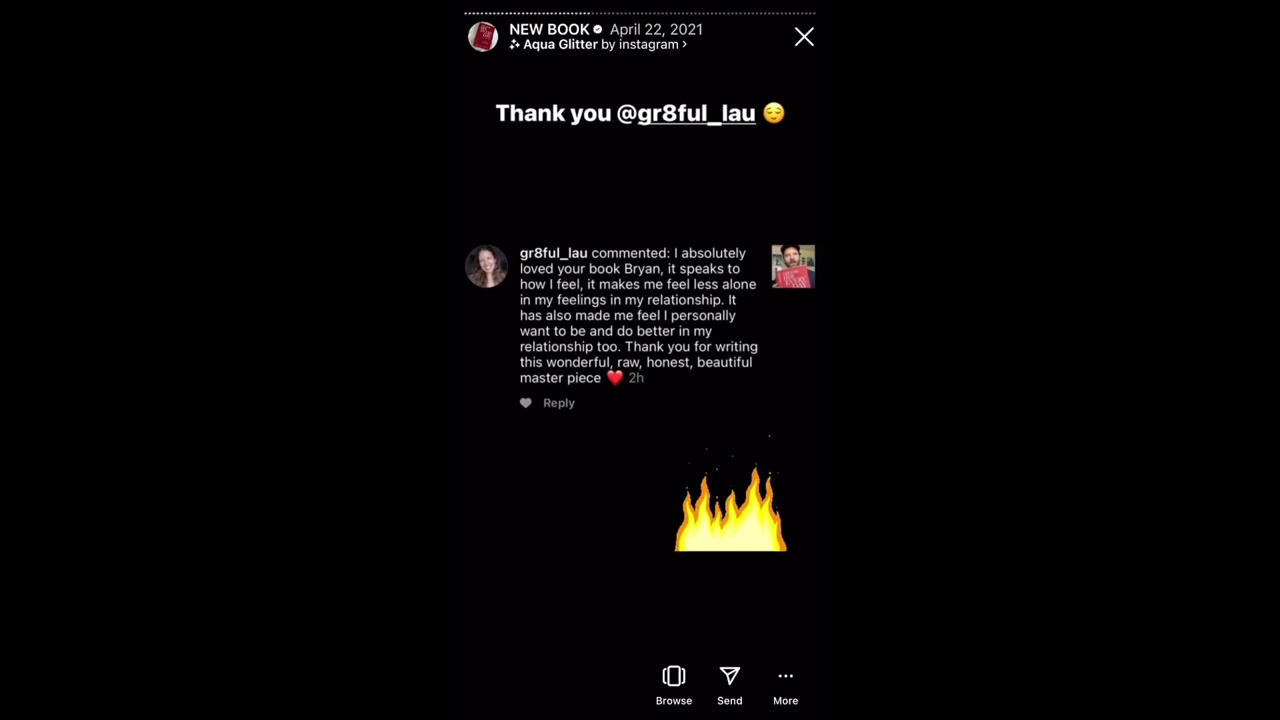 NEW BOOK April 22, 2021
Aqua Glitter by instagram >
Thank you @gr8ful_lau 😌
gr8ful_lau commented: I absolutely
loved your book Bryan, it speaks to
how I feel, it makes me feel less alone
in my feelings in my relationship. It
has also made me feel I personally
want to be and do better in my
relationship too. Thank you for writing
this wonderful, raw, honest, beautiful
master piece ❤️ 2h
Reply
Browse Send More